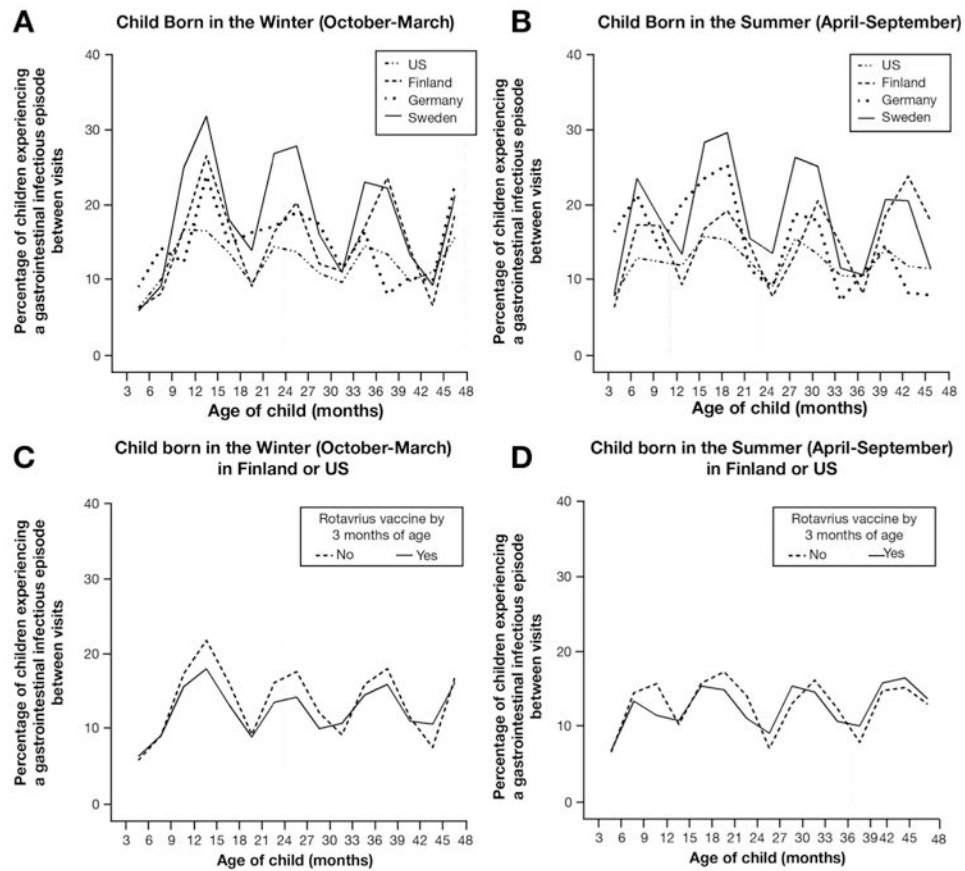 A
Child Born in the Winter (October-March)
Percentage of children experiencing
a gastrointestinal infectious episode
between visits
40
30
20
10
0
US
Finland
Germany
Sweden
3 6 9 12 15 18 21 24 27 30 33 36 39 42 45 48
Age of child (months)
B
Child Born in the Summer (April-September)
Percentage of children experiencing
a gastrointestinal infectious episode
between visits
40
30
20
10
0
US
Finland
Germany
Sweden
3 6 9 12 15 18 21 24 27 30 33 36 39 42 45 48
Age of child (months)
C
Child born in the Winter (October-March)
in Finland or US
Percentage of children experiencing
a gastrointestinal infectious episode
between visits
40
30
20
10
0
Rotavrius vaccine by
3 months of age
No Yes
3 6 9 12 15 18 21 24 27 30 33 36 39 42 45 48
Age of child (months)
D
Child born in the Summer (April-September)
in Finland or US
Percentage of children experiencing
a gastrointestinal infectious episode
between visits
40
30
20
10
0
Rotavrius vaccine by
3 months of age
No Yes
3 6 9 12 15 18 21 24 27 30 33 36 39 42 45 48
Age of child (months)